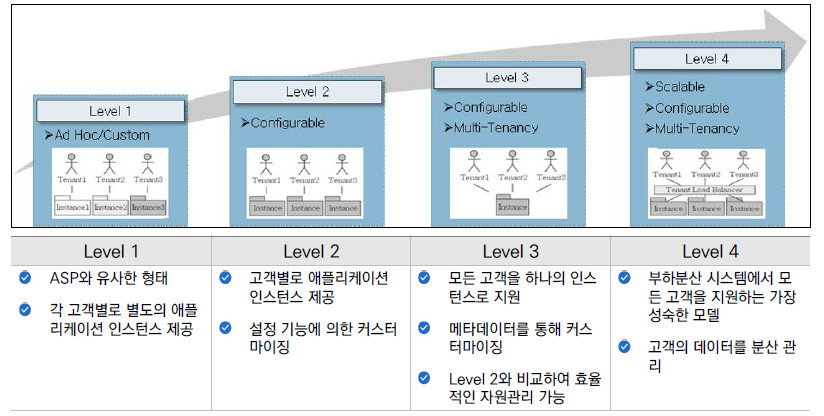 Level 1
➢Ad Hoc/Custom
Tenant1 Tenant2 Tenant3
Instance1 Instance2 Instance3
Level 2
➢Configurable
Tenant1 Tenant2 Tenant3
Instance Instance Instance
Level 3
➢Configurable
➢Multi-Tenancy
Tenant1 Tenant2 Tenant3
Instance
Level 4
➢Scalable
➢Configurable
➢Multi-Tenancy
Tenant1 Tenant2 Tenant3
Tenant Load Balancer
Instance Instance Instance
Level 1
ASP와 유사한 형태
각 고객별로 별도의 애플
리케이션 인스턴스 제공
Level 2
고객별로 애플리케이션
인스턴스 제공
설정 기능에 의한 커스터
마이징
Level 3
모든 고객을 하나의 인스
턴스로 지원
메타데이터를 통해 커스
터마이징
Level 2와 비교하여 효율
적인 자원관리 가능
Level 4
부하분산 시스템에서 모
든 고객을 지원하는 가장
성숙한 모델
고객의 데이터를 분산 관
리